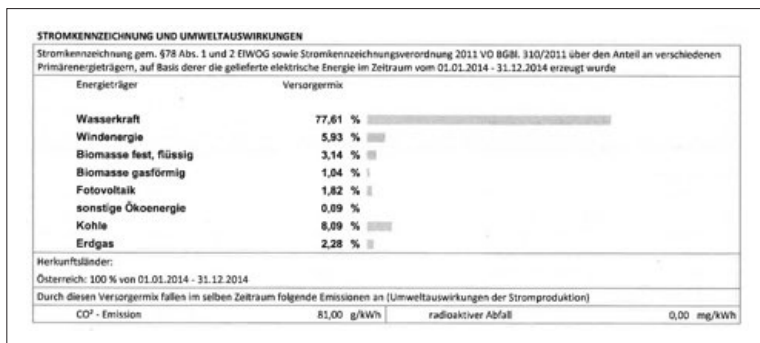 STROMKENNZEICHNUNG UND UMWELTAUSWIRKUNGEN
Stromkennzeichnung gem. §78 Abs. 1 und 2 ElWOG sowie Stromkennzeichnungsverordnung 2011 VO BGBl. 310/2011 über den Anteil an verschiedenen
Primärenergieträgern, auf Basis derer die gelieferte elektrische Energie im Zeitraum vom 01.01.2014 - 31.12.2014 erzeugt wurde
Energieträger Versorgermix
Wasserkraft 77,61 %
Windenergie 5,93 %
Biomasse fest, flüssig 3,14 %
Biomasse gasförmig 1,04 %
Fotovoltaik 1,82 %
sonstige Ökoenergie 0,09 %
Kohle 8,09 %
Erdgas 2,28 %
Herkunftsländer:
Österreich: 100 % von 01.01.2014 - 31.12.2014
Durch diesen Versorgermix fallen im selben Zeitraum folgende Emissionen an (Umweltauswirkungen der Stromproduktion)
CO² - Emission 81,00 g/kWh radioaktiver Abfall 0,00 mg/kWh